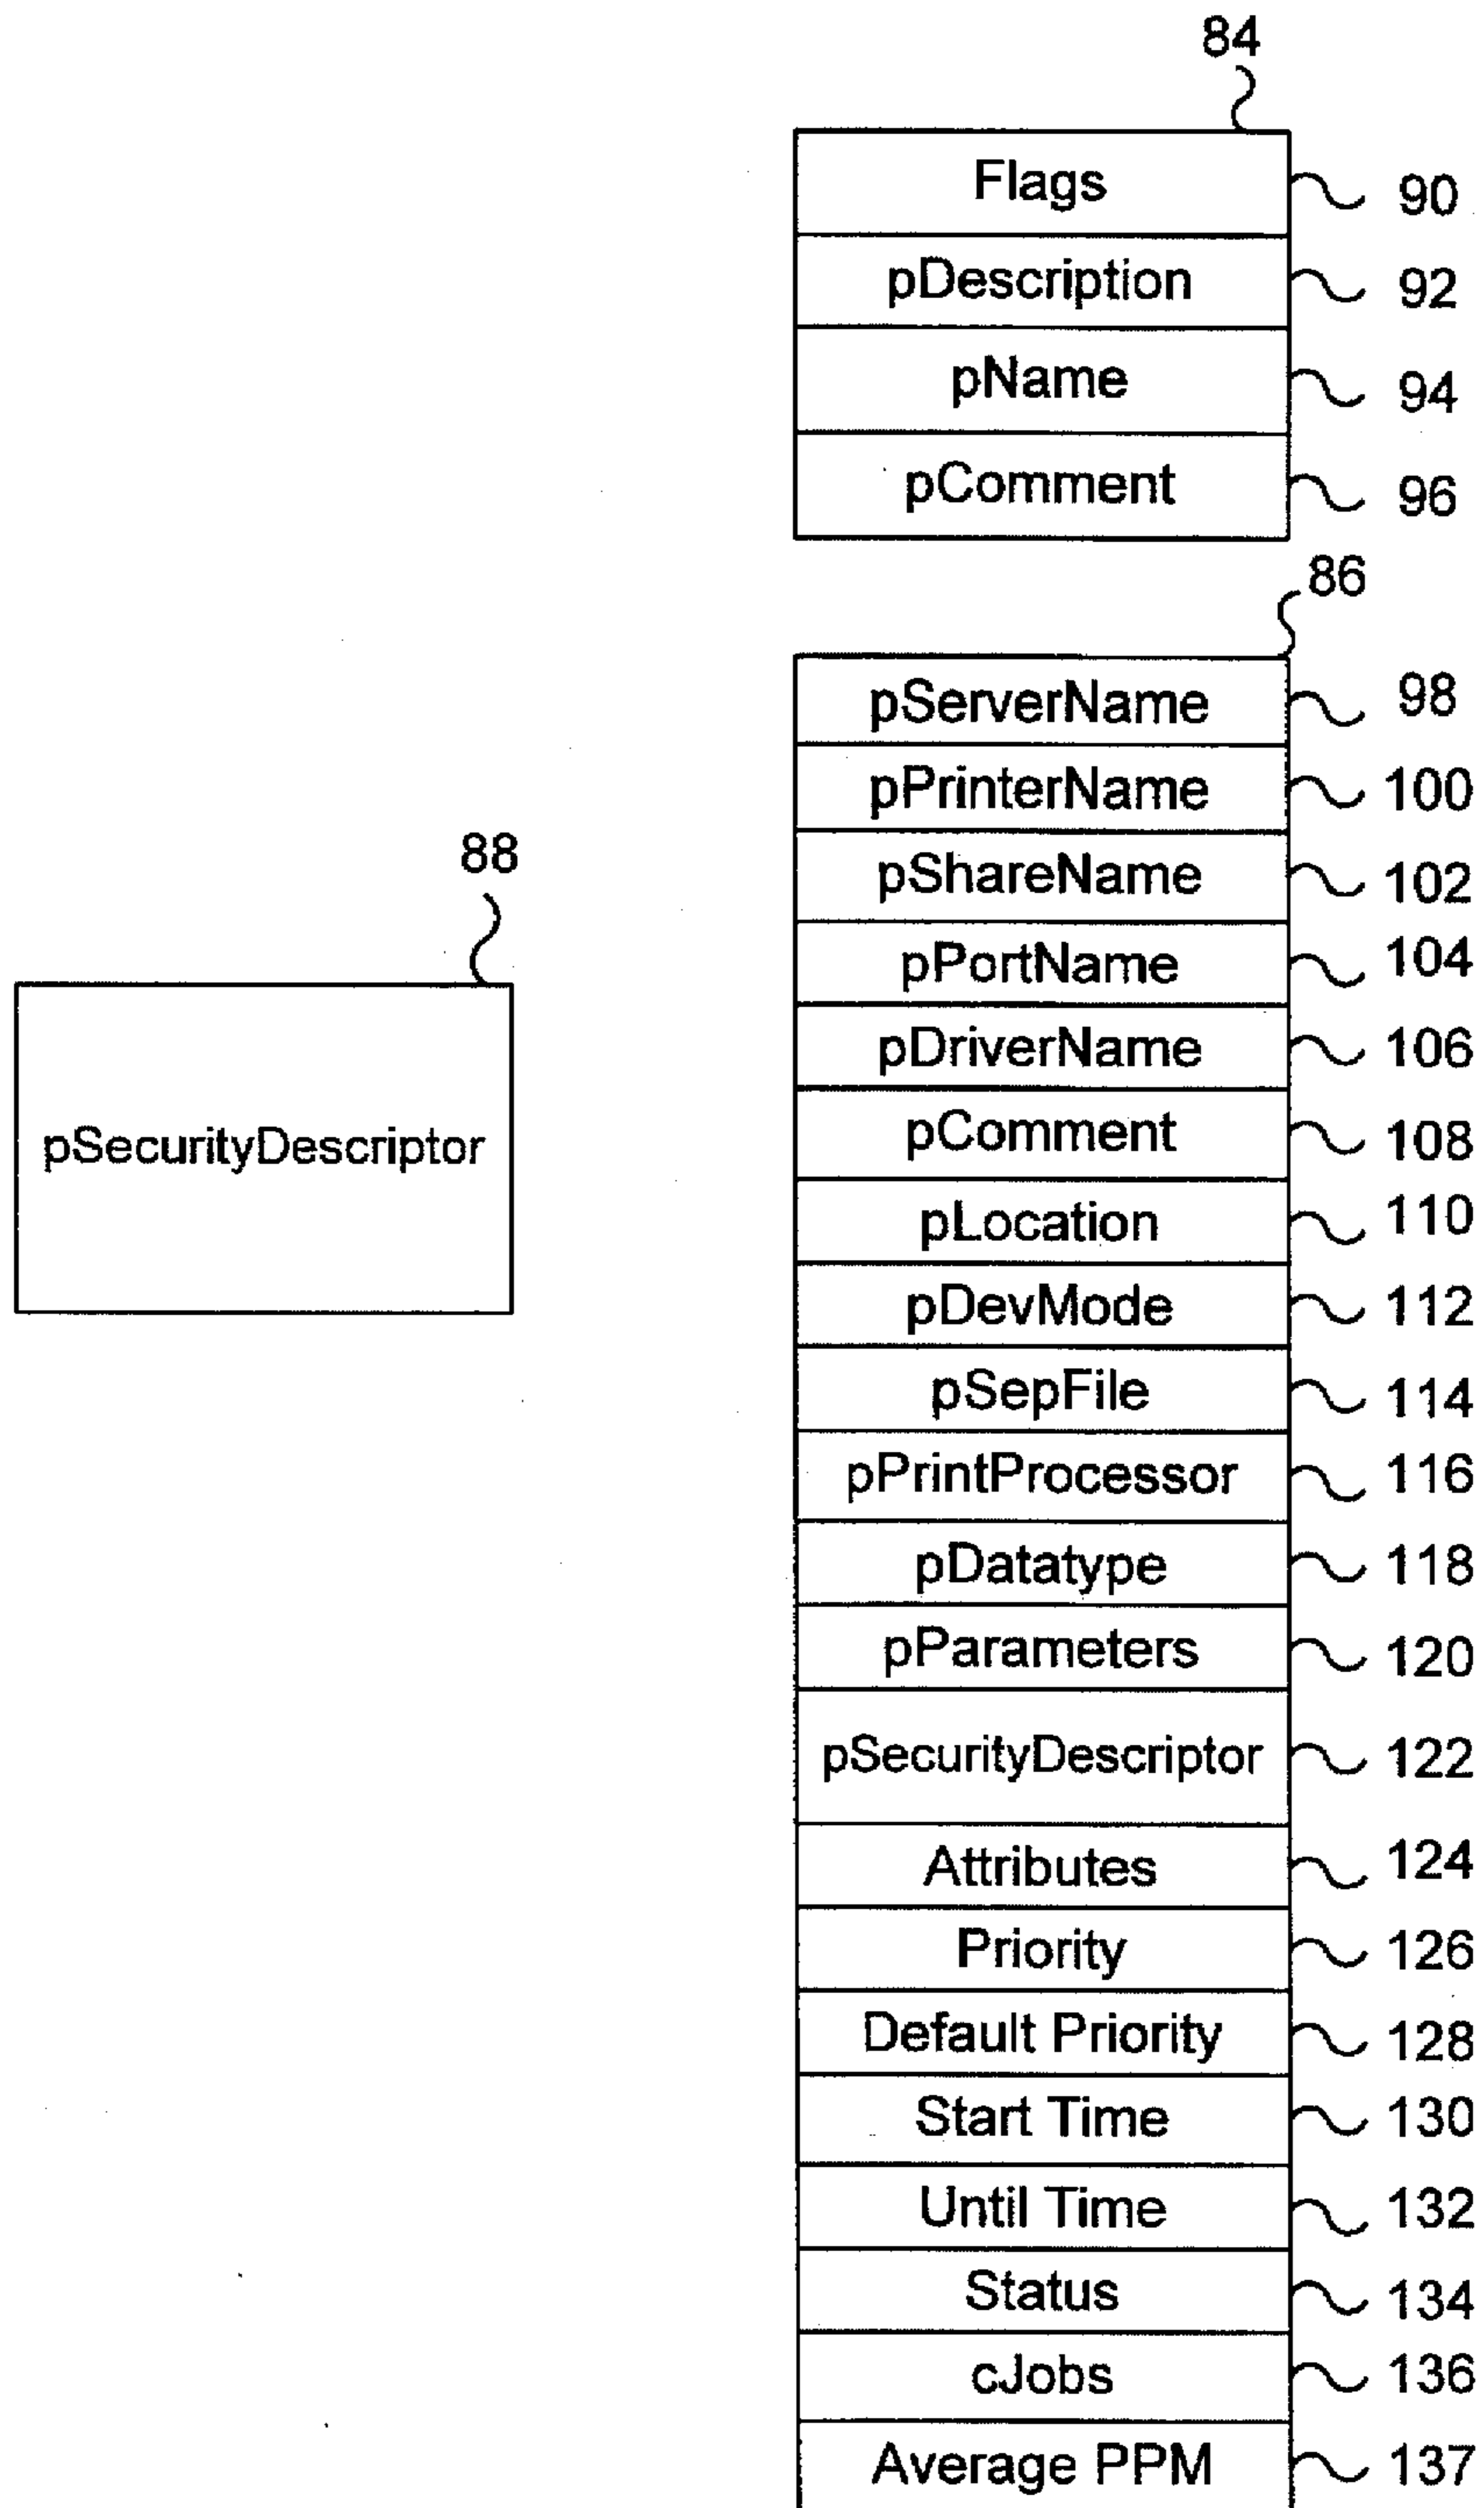 84
Flags 90
pDescription 92
pName 94
pComment 96
86
pServerName 98
pPrinterName 100
pShareName 102
pPortName 104
pDriverName 106
pComment 108
pLocation 110
pDevMode 112
pSepFile 114
pPrintProcessor 116
pDatatype 118
pParameters 120
pSecurityDescriptor 122
Attributes 124
Priority 126
Default Priority 128
Start Time 130
Until Time 132
Status 134
cJobs 136
Average PPM 137
88
pSecurityDescriptor